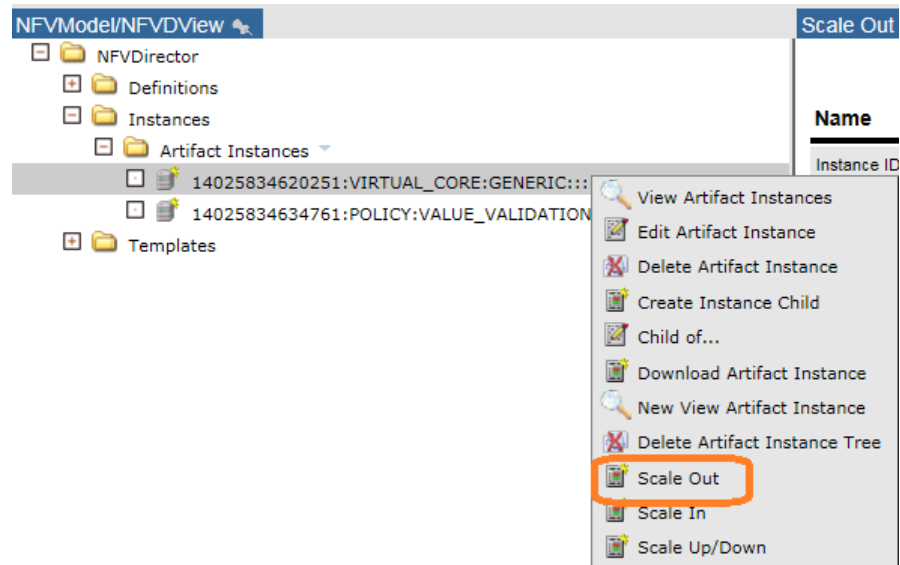 NFVModel/NFVDView
Scale Out
NFVDirector
Definitions
Instances
Name
Artifact Instances
Instance ID
14025834620251:VIRTUAL_CORE:GENERIC:::
14025834634761:POLICY:VALUE_VALIDATION
Templates
View Artifact Instances
Edit Artifact Instance
Delete Artifact Instance
Create Instance Child
Child of...
Download Artifact Instance
New View Artifact Instance
Delete Artifact Instance Tree
Scale Out
Scale In
Scale Up/Down